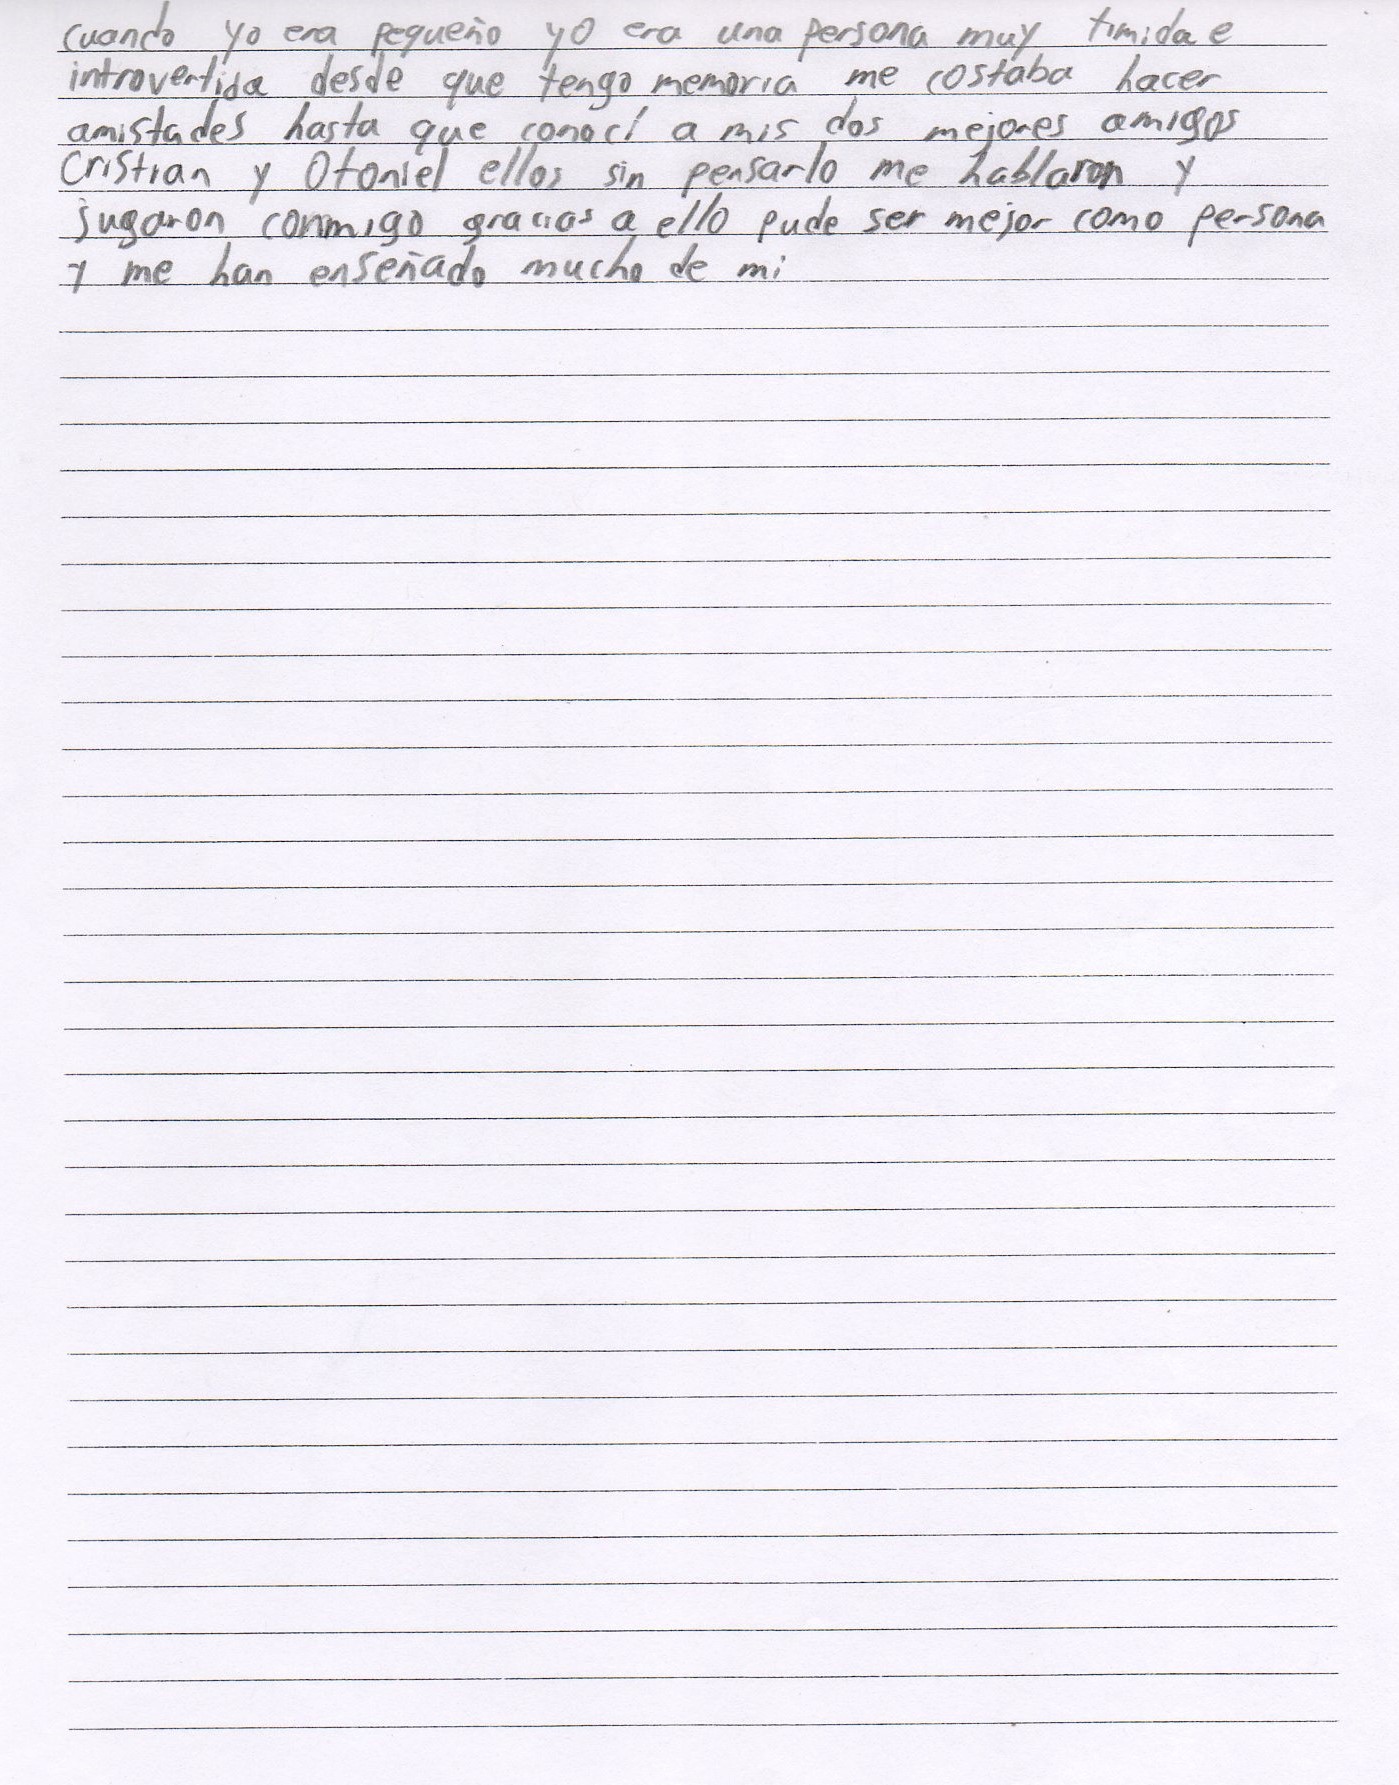 cuando yo era pequeño yo era una persona muy timida e
introvertida desde que tengo memoria me costaba hacer
amistades hasta que conocí a mis dos mejores amigos
Cristian y Otoniel ellos sin pensarlo me hablaron y
jugaron conmigo gracias a ello pude ser mejor como persona
y me han enseñado mucho de mi